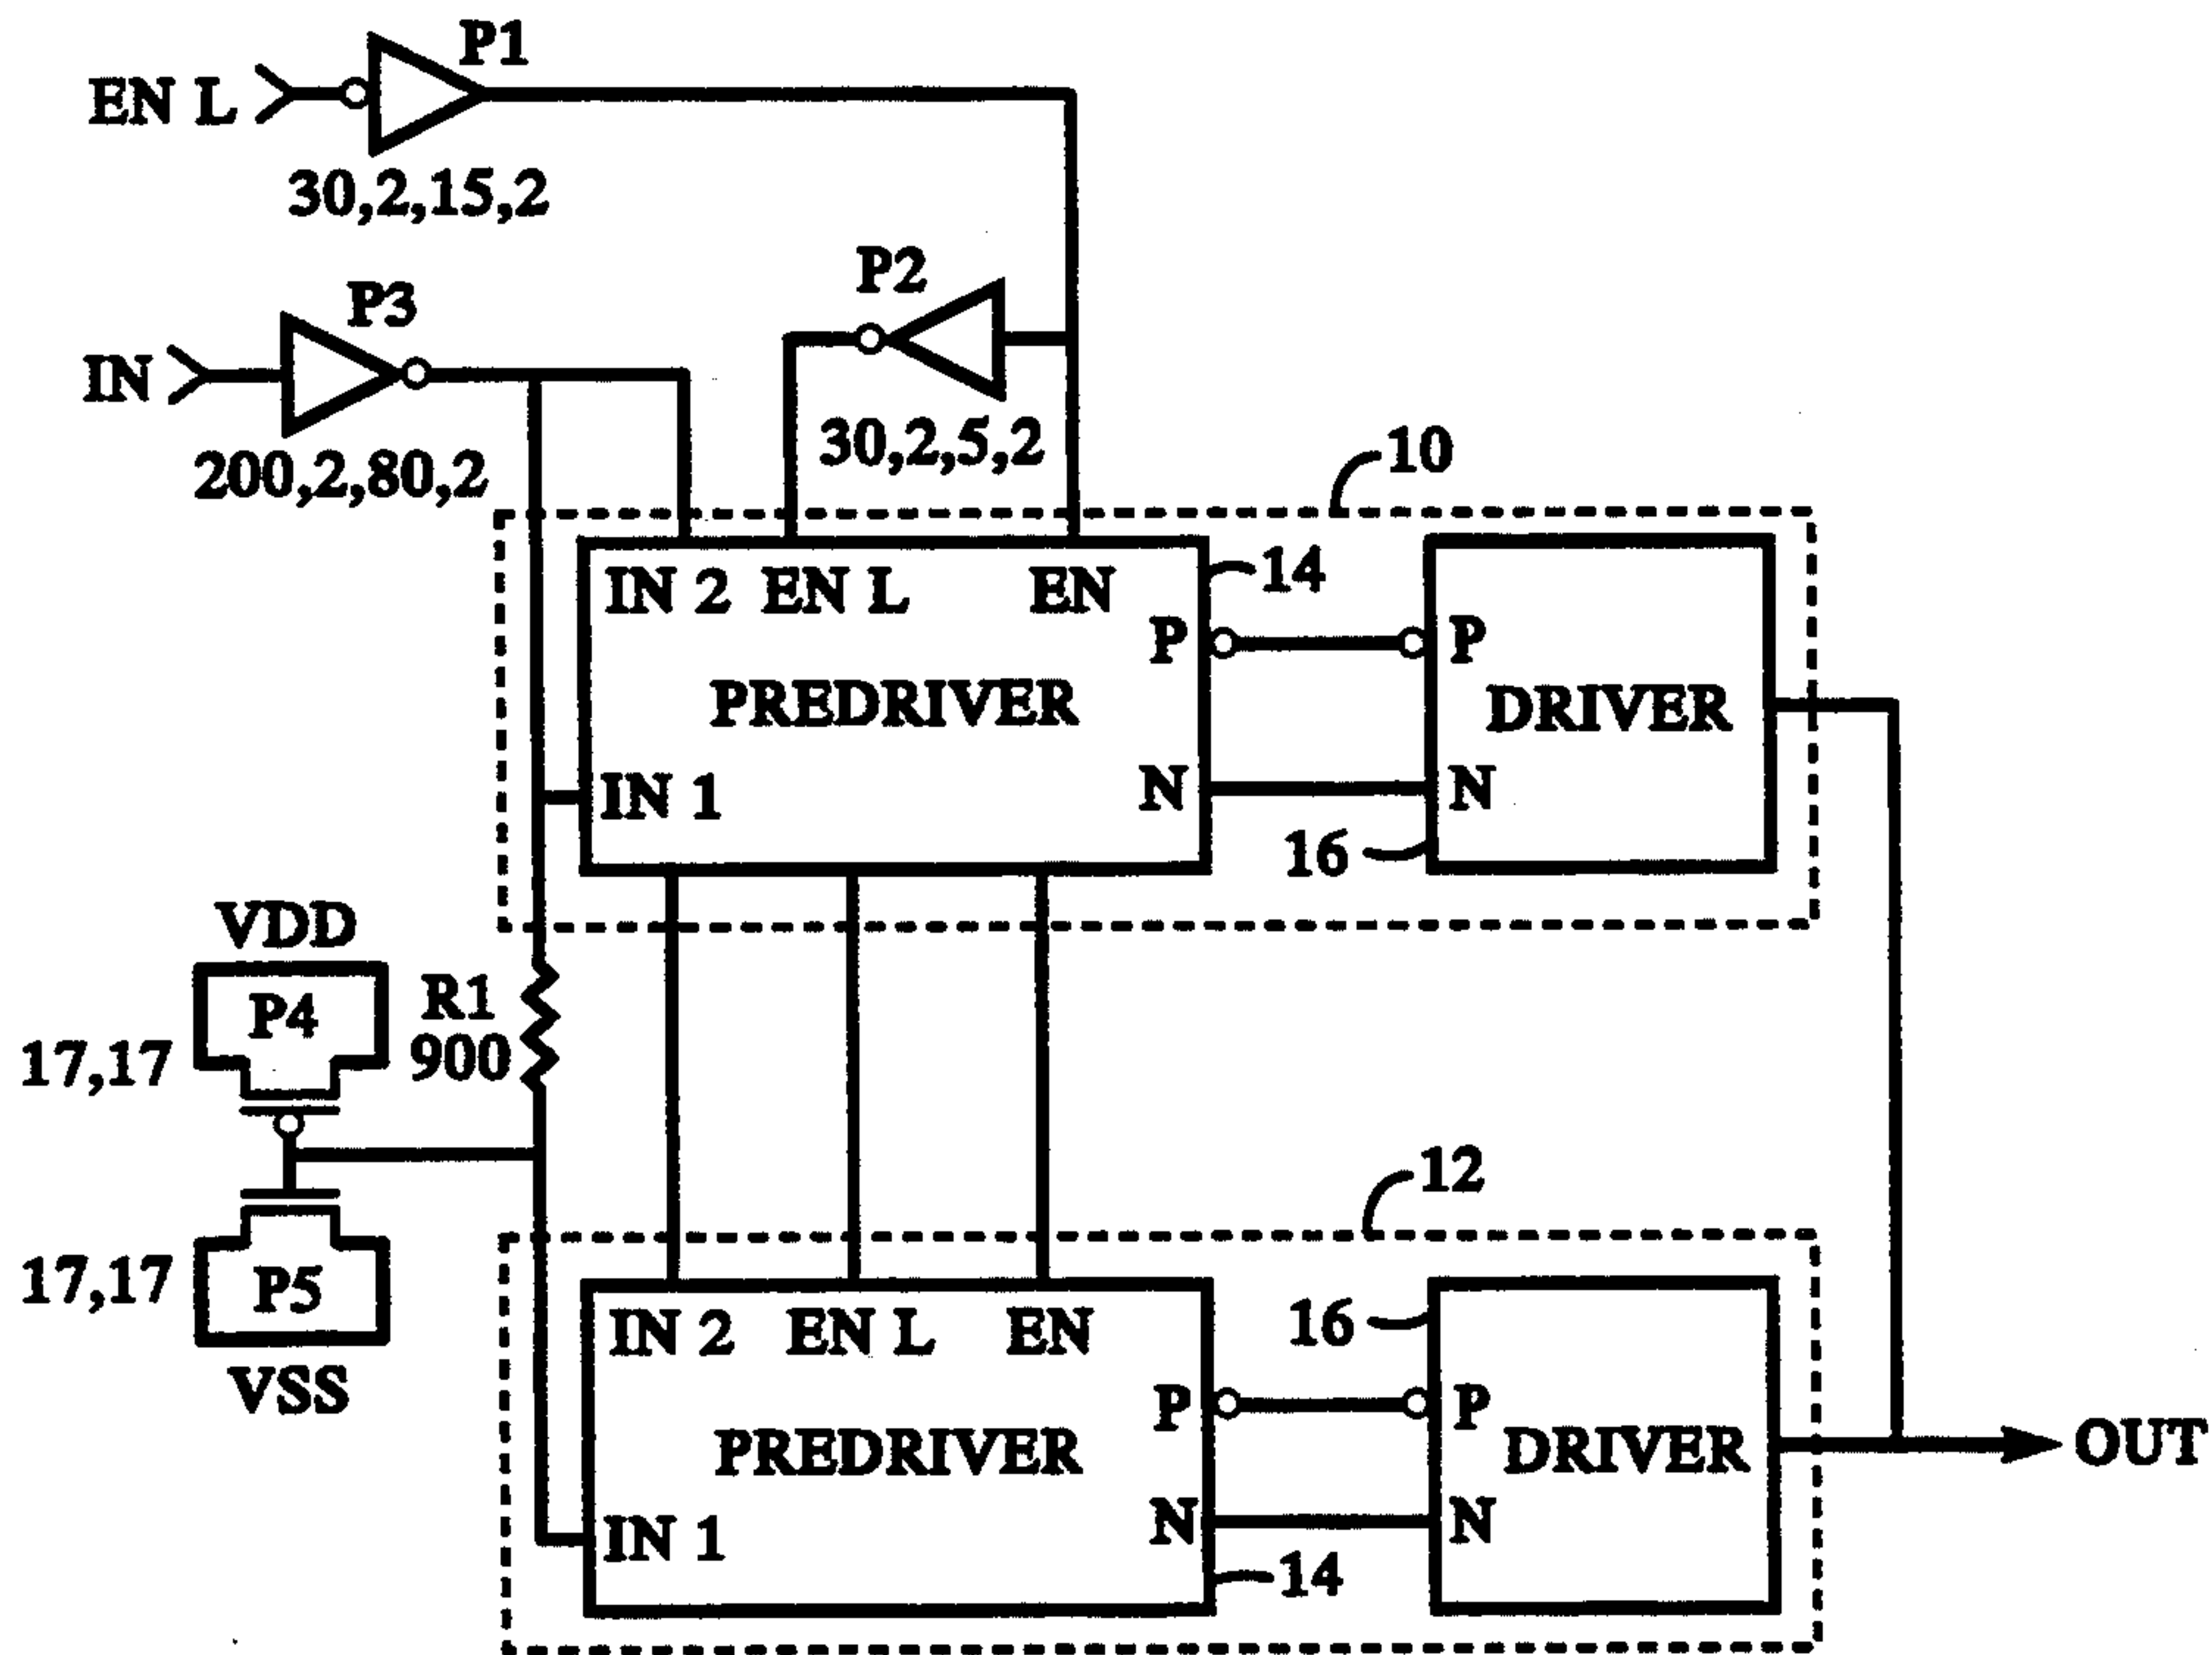 P1
EN L
30,2,15,2
P2
P3
IN
30,2,5,2
200,2,80,2
10
IN 2 EN L EN
14
P
P
PREDRIVER
DRIVER
IN 1
N
N
16
VDD
P4
R1
900
17,17
12
17,17
P5
VSS
IN 2 EN L EN
16
P
P
PREDRIVER
DRIVER
OUT
IN 1
N
N
14